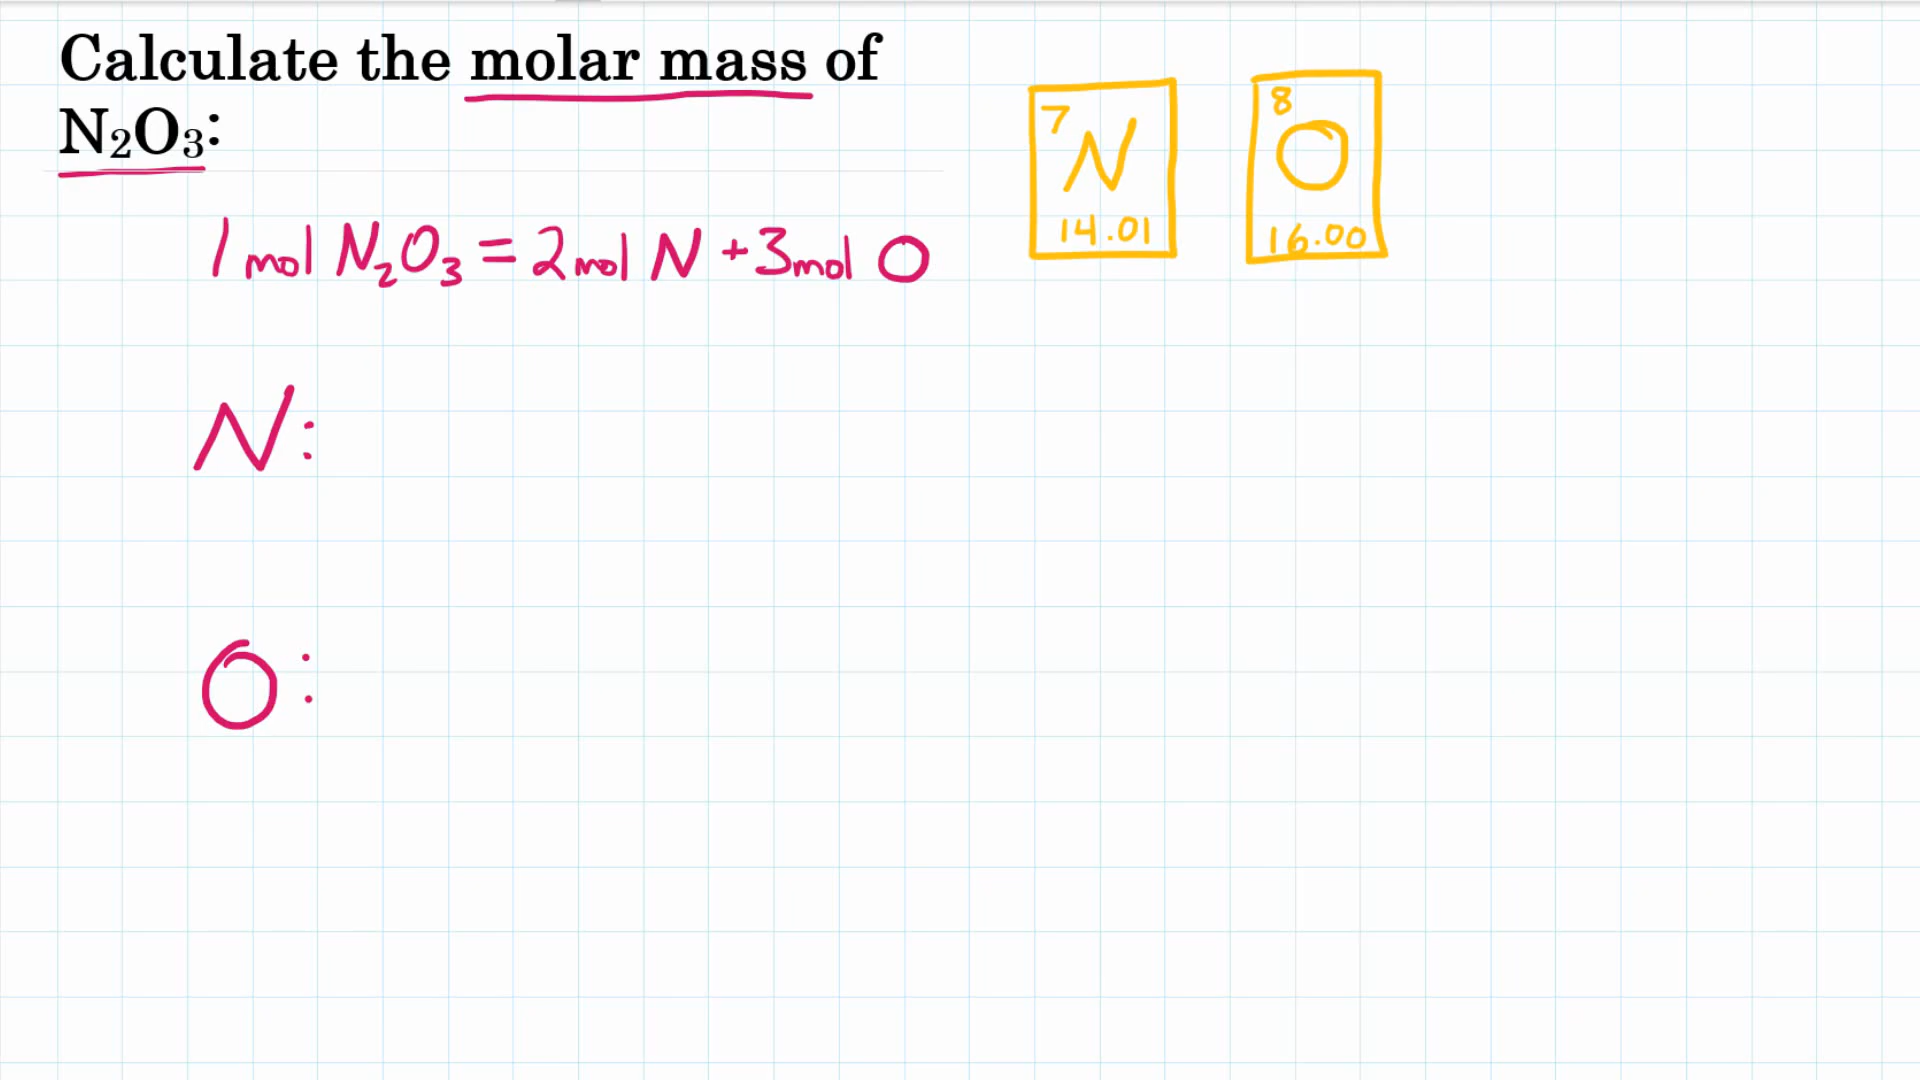 Calculate the molar mass of
N₂O₃:
1 mol N₂O₃ = 2 mol N + 3 mol O
7
N
14.01
8
O
16.00
N:
O: